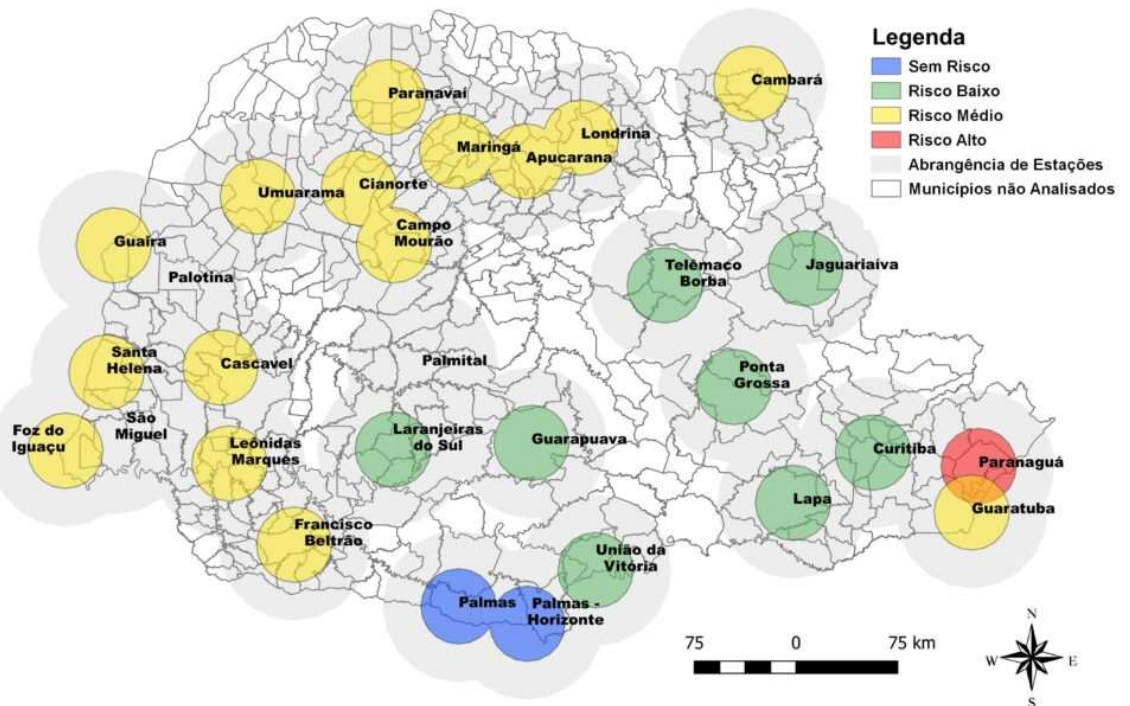 Legenda
Sem Risco
Risco Baixo
Risco Médio
Risco Alto
Abrangência de Estações
Municípios não Analisados
Cambará
Paranavaí
Londrina
Maringá
Apucarana
Cianorte
Umuarama
Campo
Mourão
Guaíra
Palotina
Telêmaco
Borba
Jaguariaíva
Santa
Helena
Cascavel
Palmital
Ponta
Grossa
São
Miguel
Foz do
Iguaçu
Leônidas
Marques
Laranjeiras
do Sul
Guarapuava
Curitiba
Paranaguá
Lapa
Guaratuba
Francisco
Beltrão
União da
Vitória
Palmas
Palmas -
Horizonte
75 0 75 km
N
W E
S